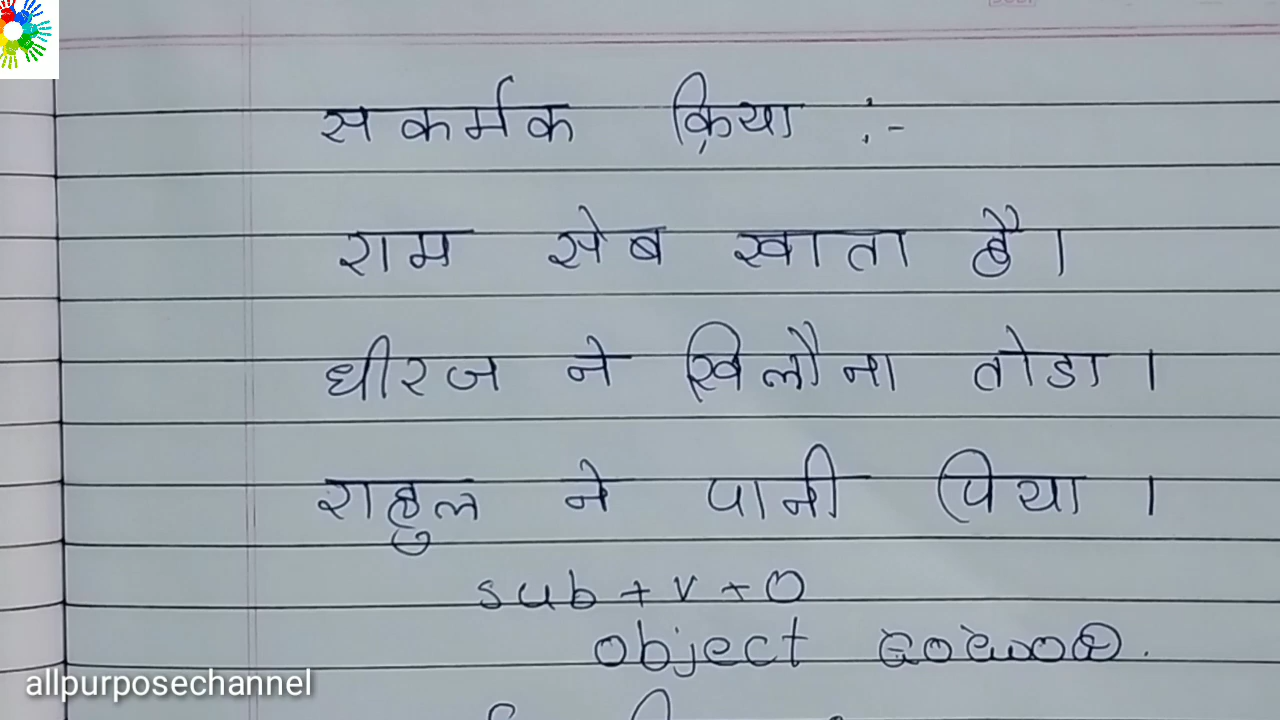 सकर्मक क्रिया :-
राम सेब खाता है।
धीरज ने खिलौना तोडा ।
राहुल ने पानी पिया ।
sub + v + O
object
allpurposechannel